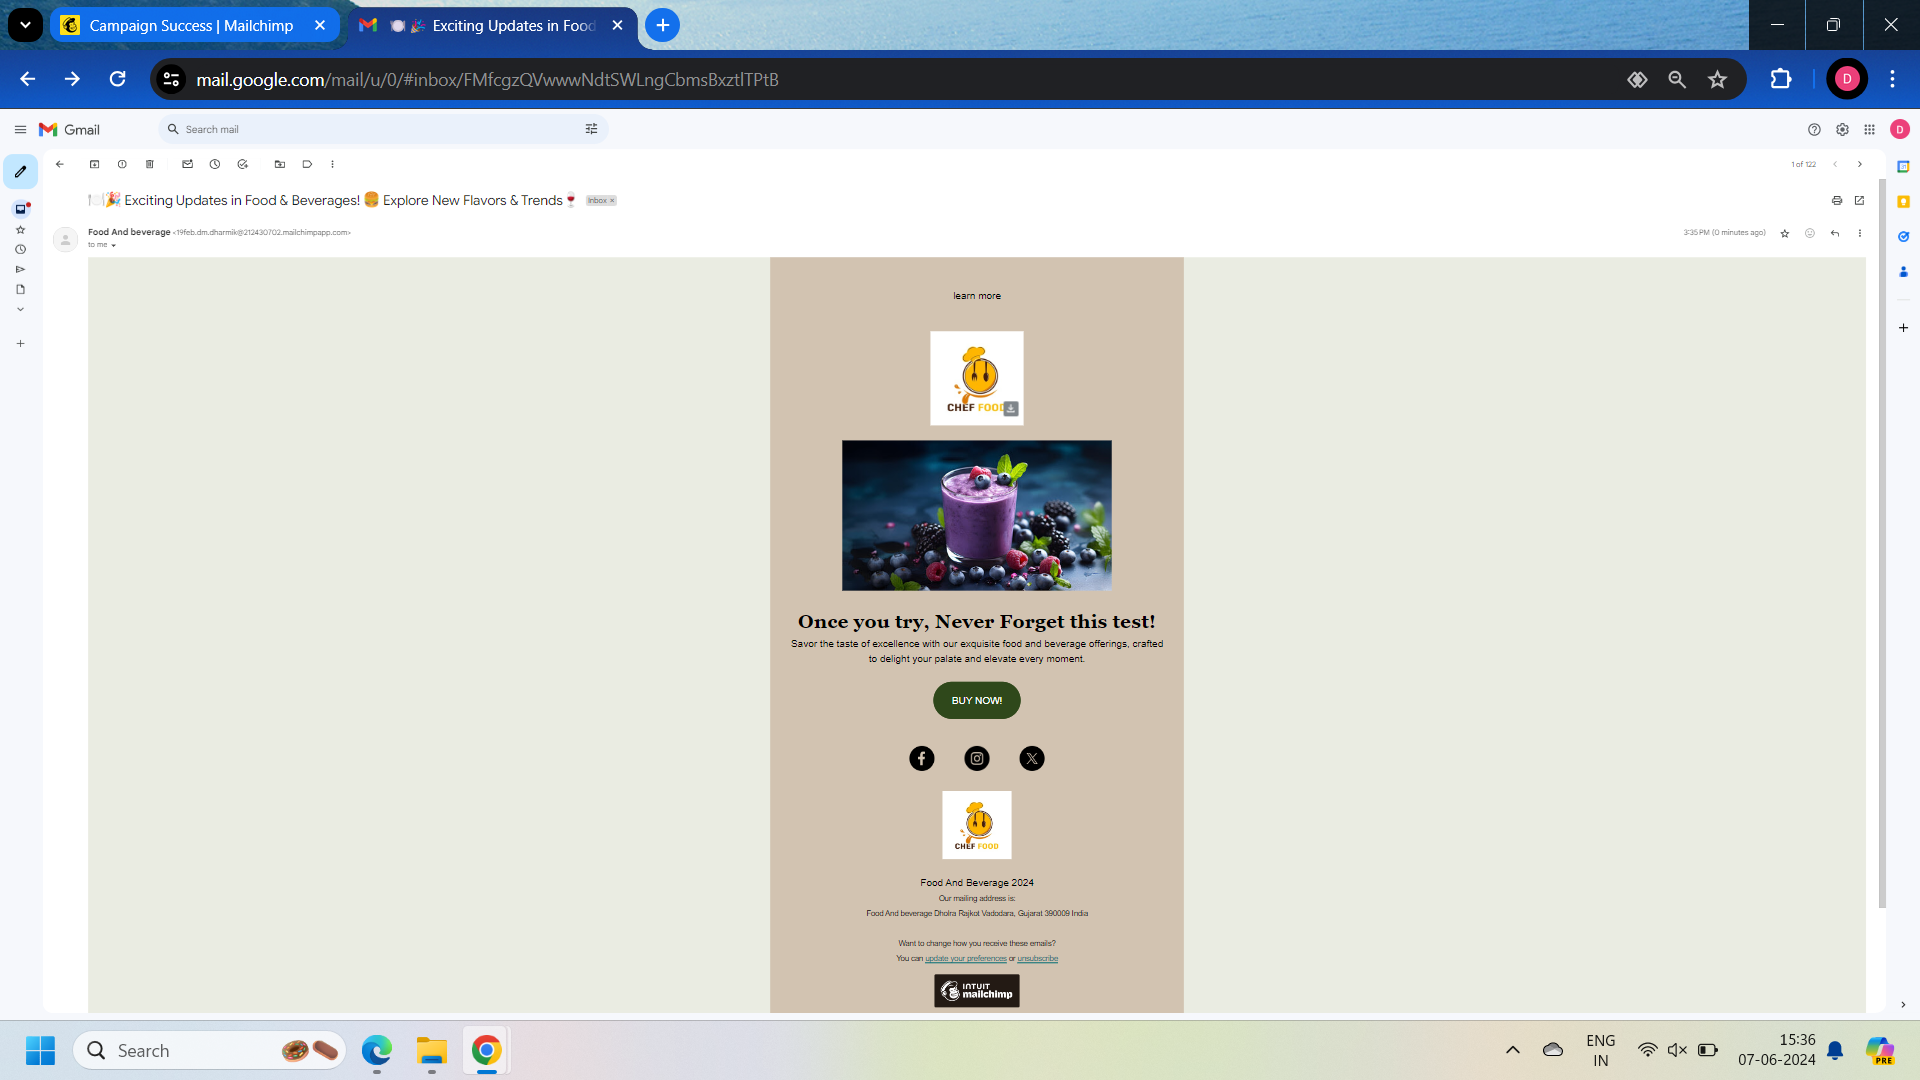 Campaign Success | Mailchimp
Exciting Updates in Food
mail.google.com/mail/u/0/#inbox/FMfcgzQVwwwNdtSWLngCbmsBxztlTPtB
D
Gmail
Search mail
D
1 of 122
Exciting Updates in Food & Beverages! 🍔 Explore New Flavors & Trends🍷 Inbox ×
Food And beverage <19feb.dm.dharmik@212430702.mailchimpapp.com>
3:35 PM (0 minutes ago)
to me
learn more
CHEF FOOD
Once you try, Never Forget this test!
Savor the taste of excellence with our exquisite food and beverage offerings, crafted
to delight your palate and elevate every moment.
BUY NOW!
CHEF FOOD
Food And Beverage 2024
Our mailing address is:
Food And beverage Dholra Rajkot Vadodara, Gujarat 390009 India
Want to change how you receive these emails?
You can update your preferences or unsubscribe
INTUIT
mailchimp
Search
ENG
IN
15:36
07-06-2024
PRE